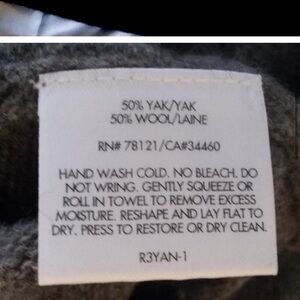 50% YAK/YAK
50% WOOL/LAINE
RN# 78121/CA#34460
HAND WASH COLD. NO BLEACH. DO
NOT WRING. GENTLY SQUEEZE OR
ROLL IN TOWEL TO REMOVE EXCESS
MOISTURE. RESHAPE AND LAY FLAT TO
DRY. PRESS TO RESTORE OR DRY CLEAN.
R3YAN-1